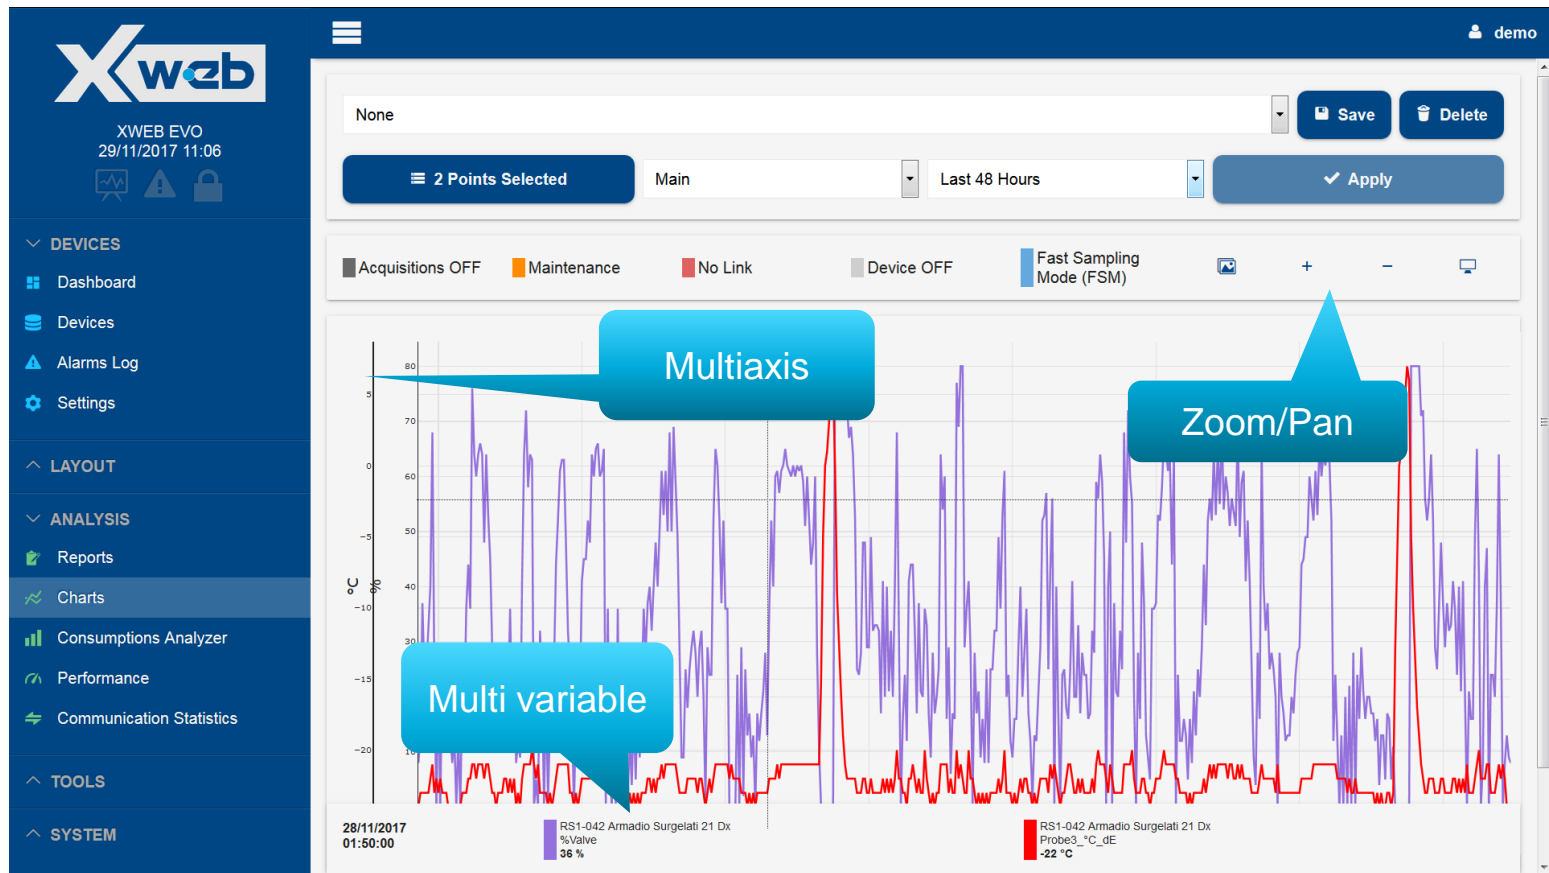 Xweb
XWEB EVO
29/11/2017 11:06
DEVICES
Dashboard
Devices
Alarms Log
Settings
LAYOUT
ANALYSIS
Reports
Charts
Consumptions Analyzer
Performance
Communication Statistics
TOOLS
SYSTEM
demo
None
Save
Delete
2 Points Selected
Main
Last 48 Hours
Apply
Acquisitions OFF
Maintenance
No Link
Device OFF
Fast Sampling
Mode (FSM)
Multiaxis
Zoom/Pan
Multi variable
°C
5
0
−5
−10
−15
−20
%
80
70
60
50
40
30
28/11/2017
01:50:00
RS1-042 Armadio Surgelati 21 Dx
%Valve
36 %
RS1-042 Armadio Surgelati 21 Dx
Probe3_°C_dE
-22 °C